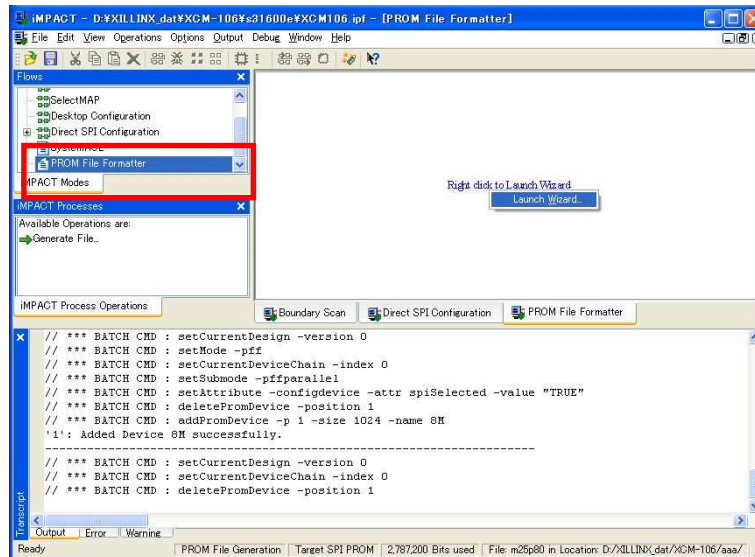 iMPACT - D:¥XILLINX_dat¥XCM-106¥s31600e¥XCM106.ipf - [PROM File Formatter]
File Edit View Operations Options Output Debug Window Help
Flows
SelectMAP
Desktop Configuration
Direct SPI Configuration
SystemACE
PROM File Formatter
iMPACT Modes
Right click to Launch Wizard
Launch Wizard...
iMPACT Processes
Available Operations are:
Generate File...
iMPACT Process Operations
Boundary Scan
Direct SPI Configuration
PROM File Formatter
// *** BATCH CMD : setCurrentDesign -version 0
// *** BATCH CMD : setMode -pff
// *** BATCH CMD : setCurrentDeviceChain -index 0
// *** BATCH CMD : setSubmode -pffparallel
// *** BATCH CMD : setAttribute -configdevice -attr spiSelected -value "TRUE"
// *** BATCH CMD : deletePromDevice -position 1
// *** BATCH CMD : addPromDevice -p 1 -size 1024 -name 8M
'1': Added Device 8M successfully.
----------------------------------------------------------------------
// *** BATCH CMD : setCurrentDesign -version 0
// *** BATCH CMD : setCurrentDeviceChain -index 0
// *** BATCH CMD : deletePromDevice -position 1
Transcript
Output
Error
Warning
Ready
PROM File Generation
Target SPI PROM
2,787,200 Bits used
File: m25p80 in Location: D:/XILLINX_dat/XCM-106/aaa/